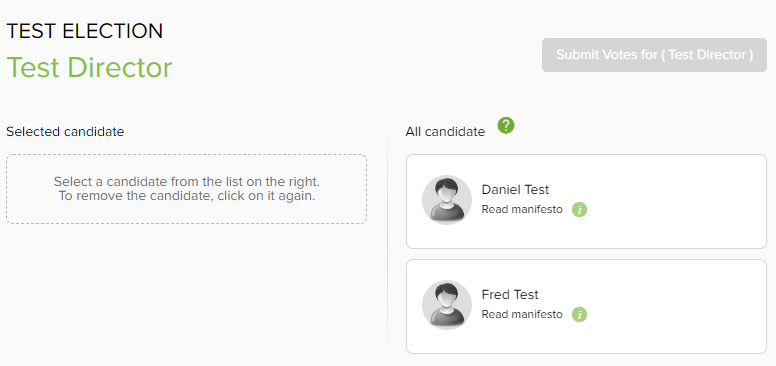 TEST ELECTION
Test Director
Submit Votes for ( Test Director )
Selected candidate
Select a candidate from the list on the right.
To remove the candidate, click on it again.
All candidate ?
Daniel Test
Read manifesto i
Fred Test
Read manifesto i